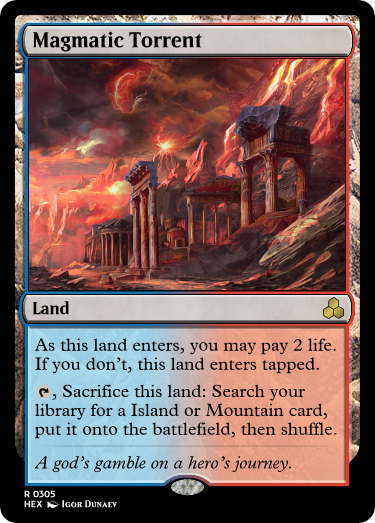 Magmatic Torrent
Land
As this land enters, you may pay 2 life.
If you don't, this land enters tapped.
, Sacrifice this land: Search your
library for a Island or Mountain card,
put it onto the battlefield, then shuffle.
A god's gamble on a hero's journey.
R 0305
HEX Igor Dunaev